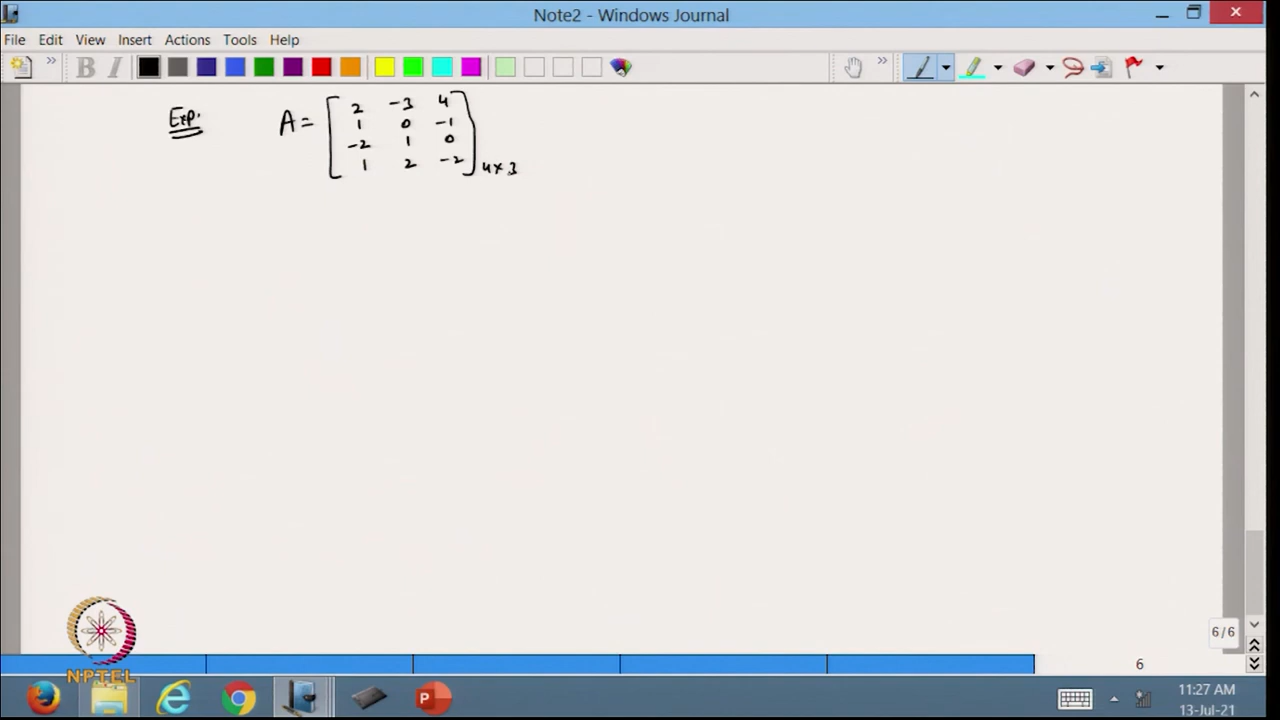 Note2 - Windows Journal
File Edit View Insert Actions Tools Help
B I
Exp: A = [ 2 -3 4
1 0 -1
-2 1 0
1 2 -2 ] 4×3
6 / 6
NPTEL
6
11:27 AM
13-Jul-21